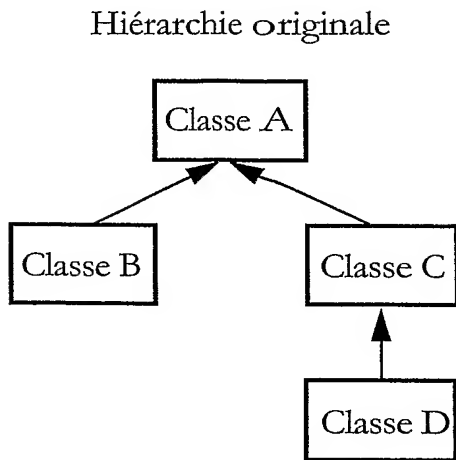 Hiérarchie originale
Classe A
Classe B
Classe C
Classe D